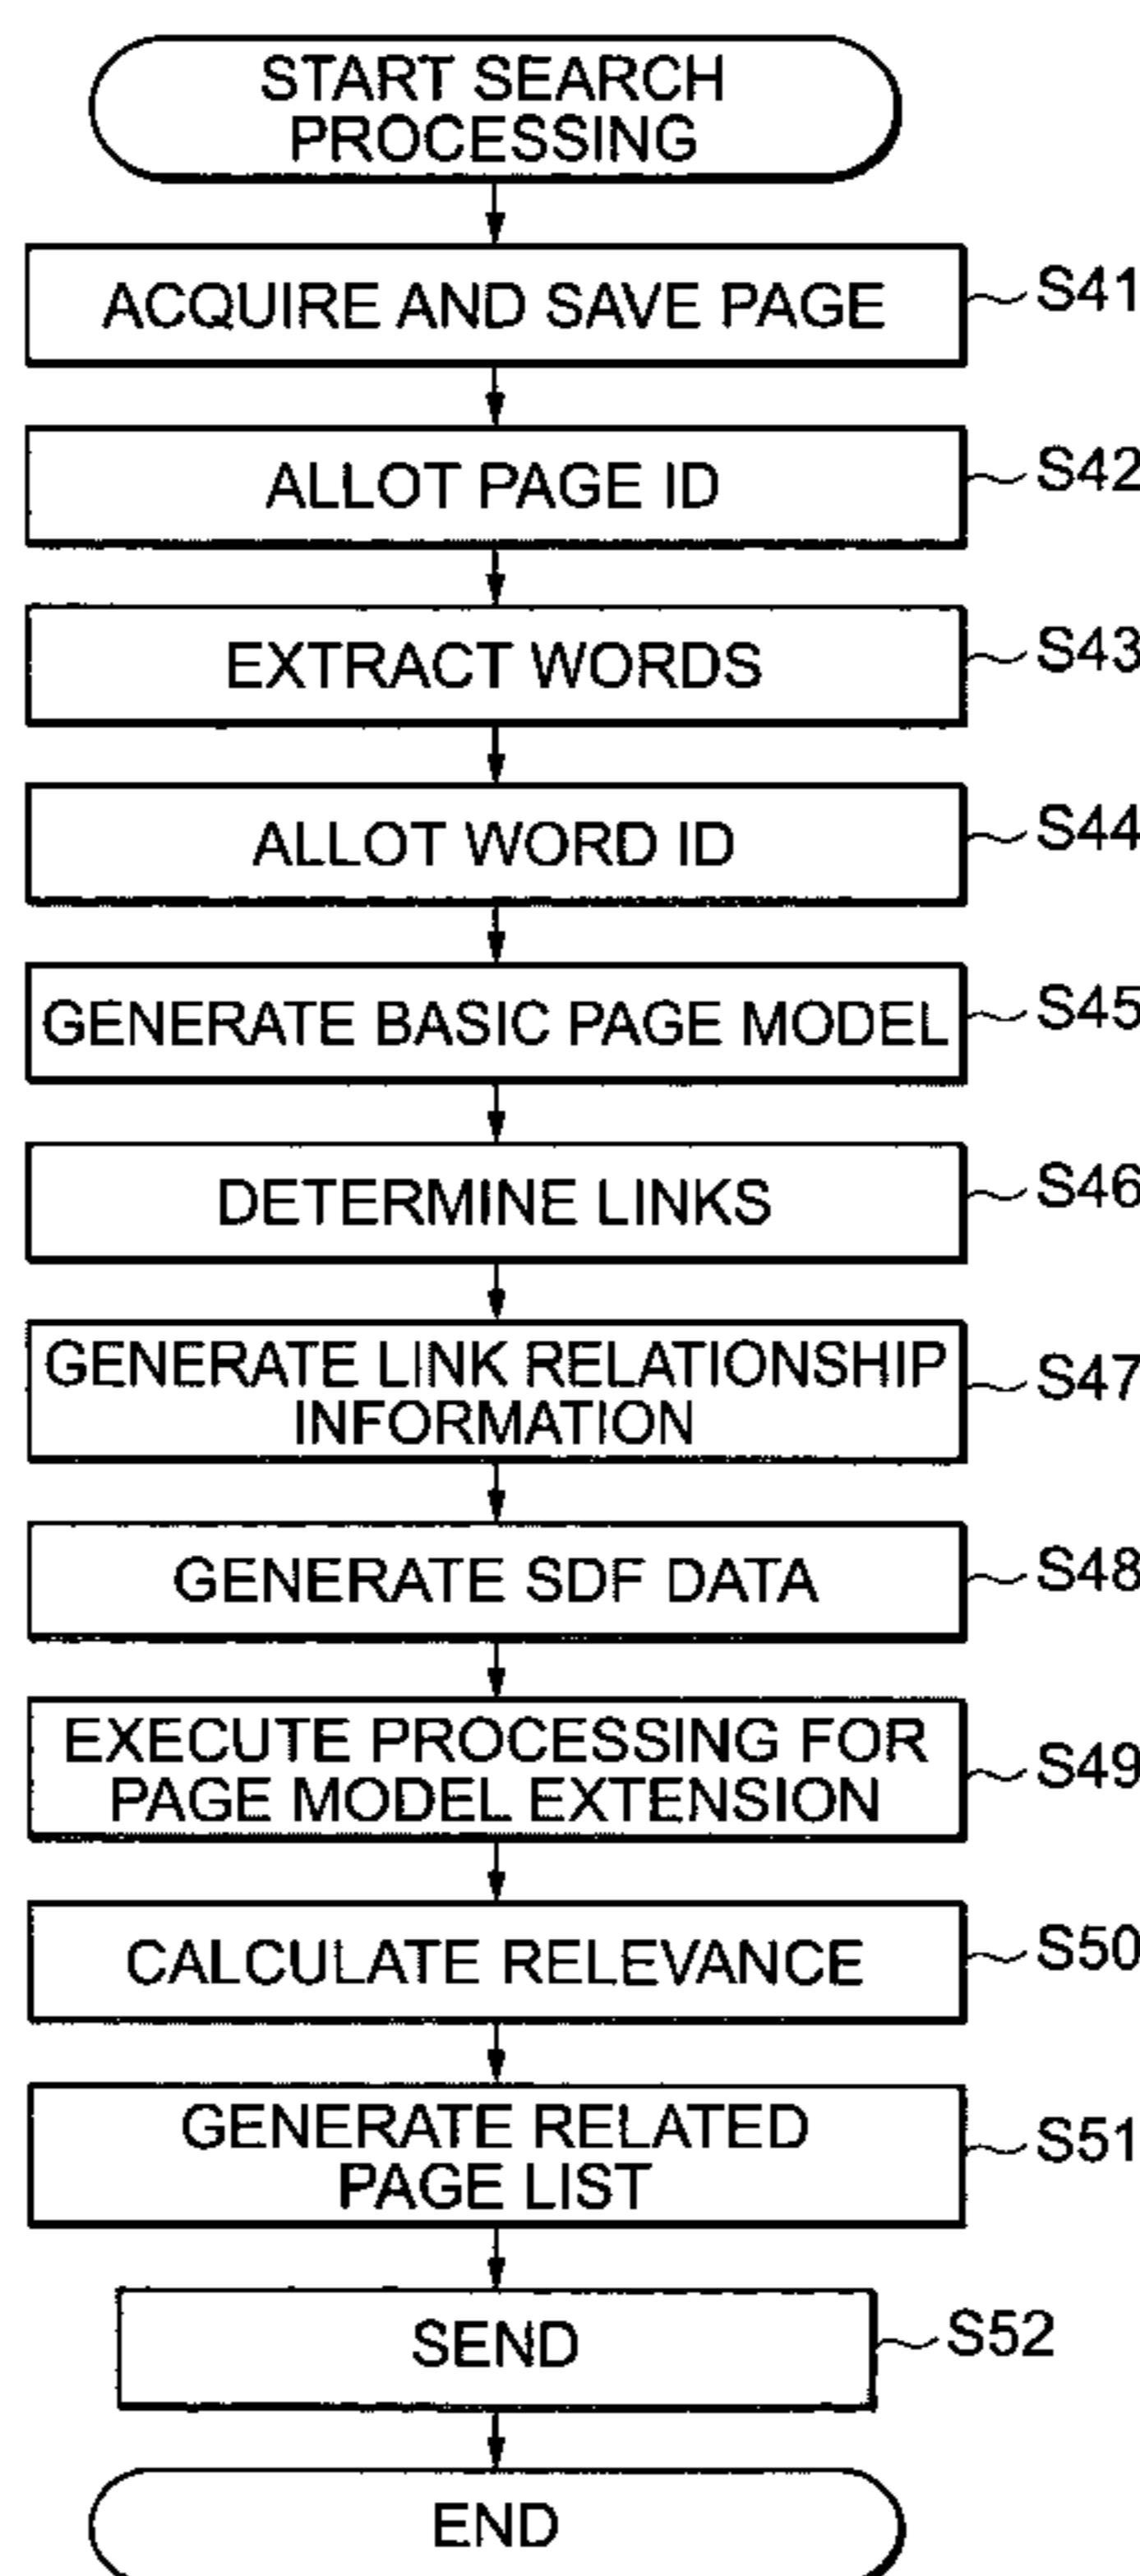 START SEARCH
PROCESSING
ACQUIRE AND SAVE PAGE
S41
ALLOT PAGE ID
S42
EXTRACT WORDS
S43
ALLOT WORD ID
S44
GENERATE BASIC PAGE MODEL
S45
DETERMINE LINKS
S46
GENERATE LINK RELATIONSHIP
INFORMATION
S47
GENERATE SDF DATA
S48
EXECUTE PROCESSING FOR
PAGE MODEL EXTENSION
S49
CALCULATE RELEVANCE
S50
GENERATE RELATED
PAGE LIST
S51
SEND
S52
END